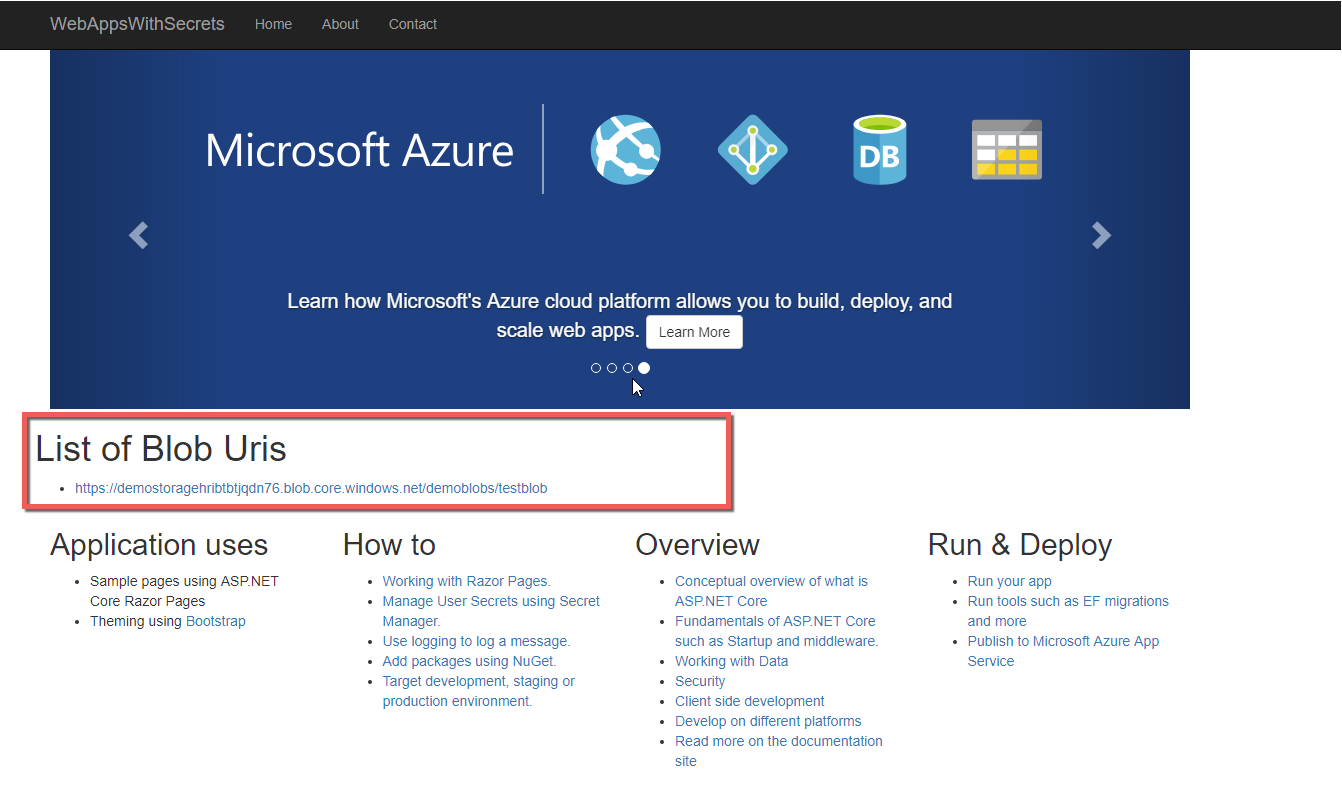 WebAppsWithSecrets Home About Contact
Microsoft Azure
DB
Learn how Microsoft's Azure cloud platform allows you to build, deploy, and
scale web apps. Learn More
List of Blob Uris
https://demostoragehribtbtjqdn76.blob.core.windows.net/demoblobs/testblob
Application uses
Sample pages using ASP.NET
Core Razor Pages
Theming using Bootstrap
How to
Working with Razor Pages.
Manage User Secrets using Secret
Manager.
Use logging to log a message.
Add packages using NuGet.
Target development, staging or
production environment.
Overview
Conceptual overview of what is
ASP.NET Core
Fundamentals of ASP.NET Core
such as Startup and middleware.
Working with Data
Security
Client side development
Develop on different platforms
Read more on the documentation
site
Run & Deploy
Run your app
Run tools such as EF migrations
and more
Publish to Microsoft Azure App
Service